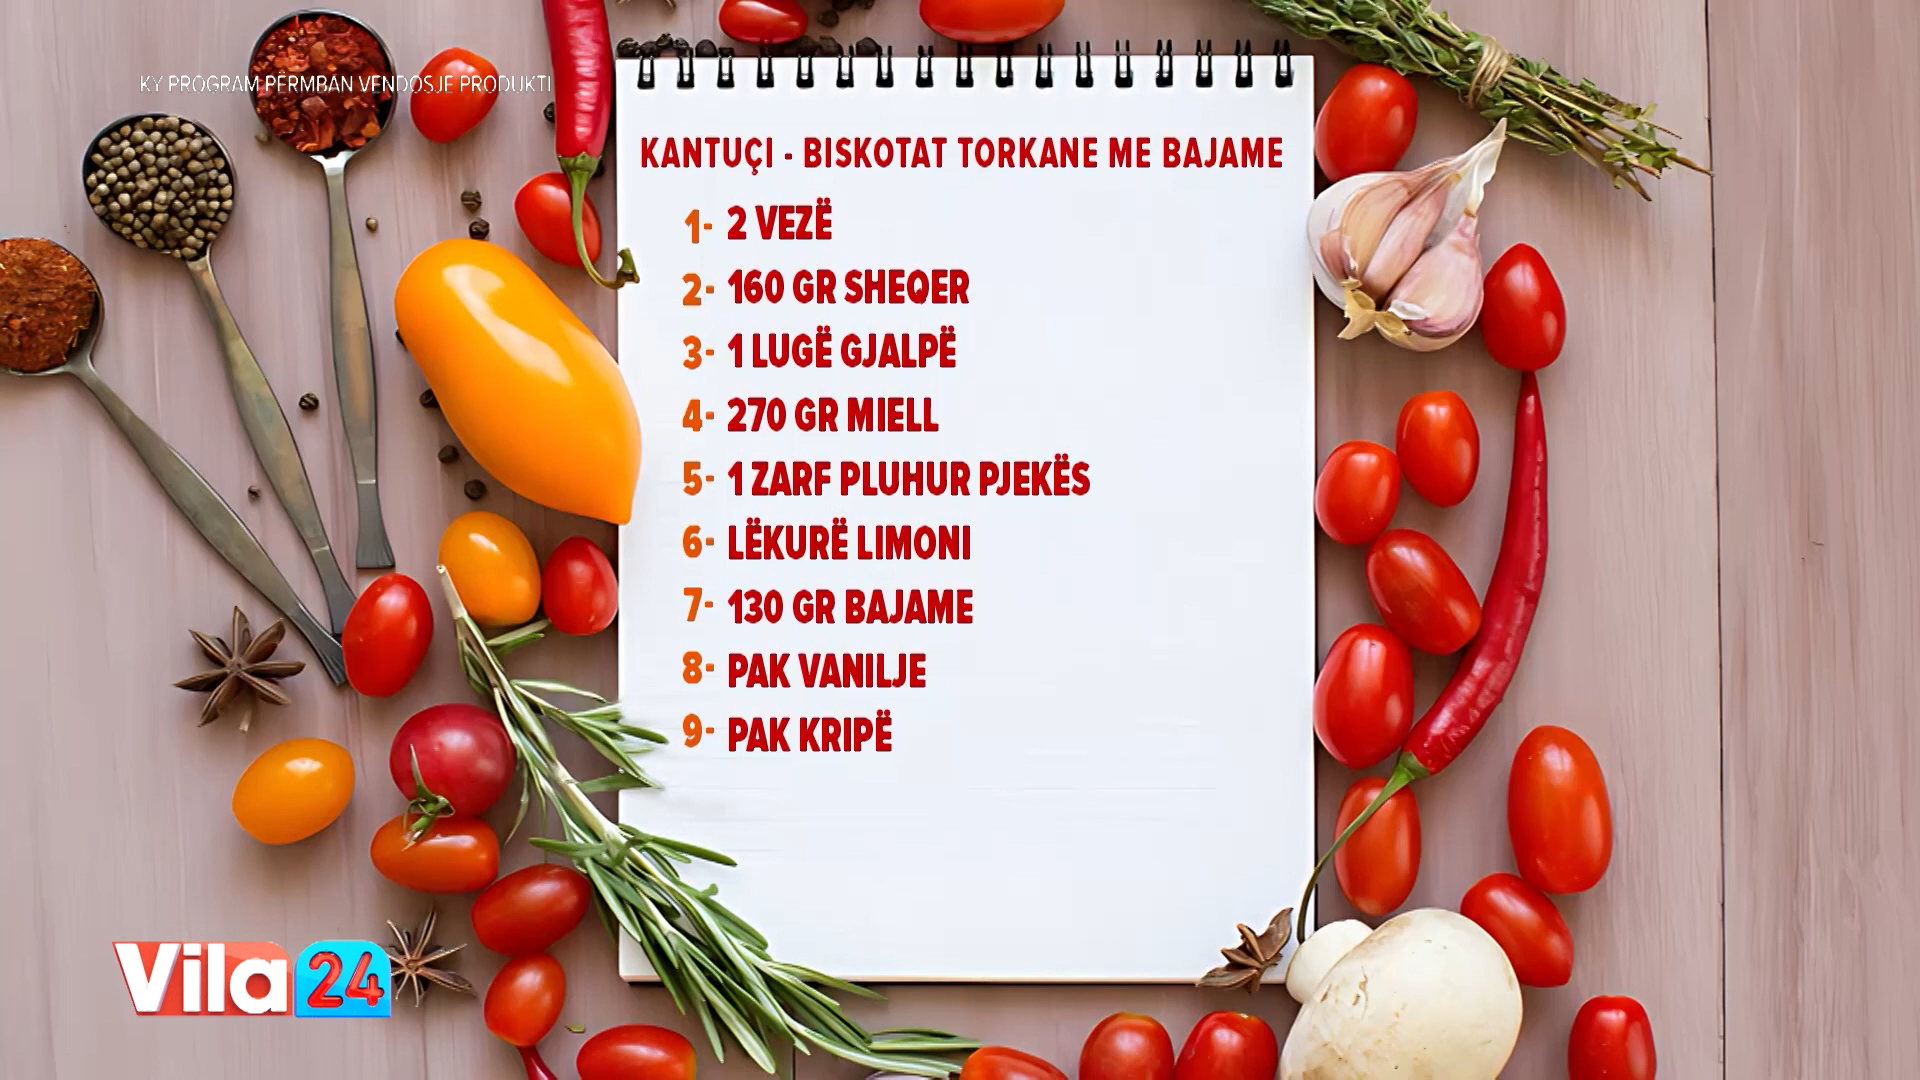 KY PROGRAM PËRMBAN VENDOSJE PRODUKTI
KANTUÇI - BISKOTAT TORKANE ME BAJAME
1- 2 VEZË
2- 160 GR SHEQER
3- 1 LUGË GJALPË
4- 270 GR MIELL
5- 1 ZARF PLUHUR PJEKËS
6- LËKURË LIMONI
7- 130 GR BAJAME
8- PAK VANILJE
9- PAK KRIPË
Vila 24